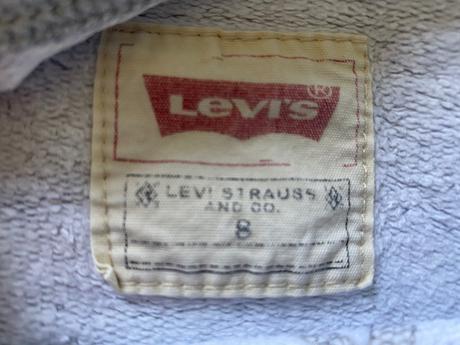 Levi's®
LEVI STRAUSS
AND CO.
8